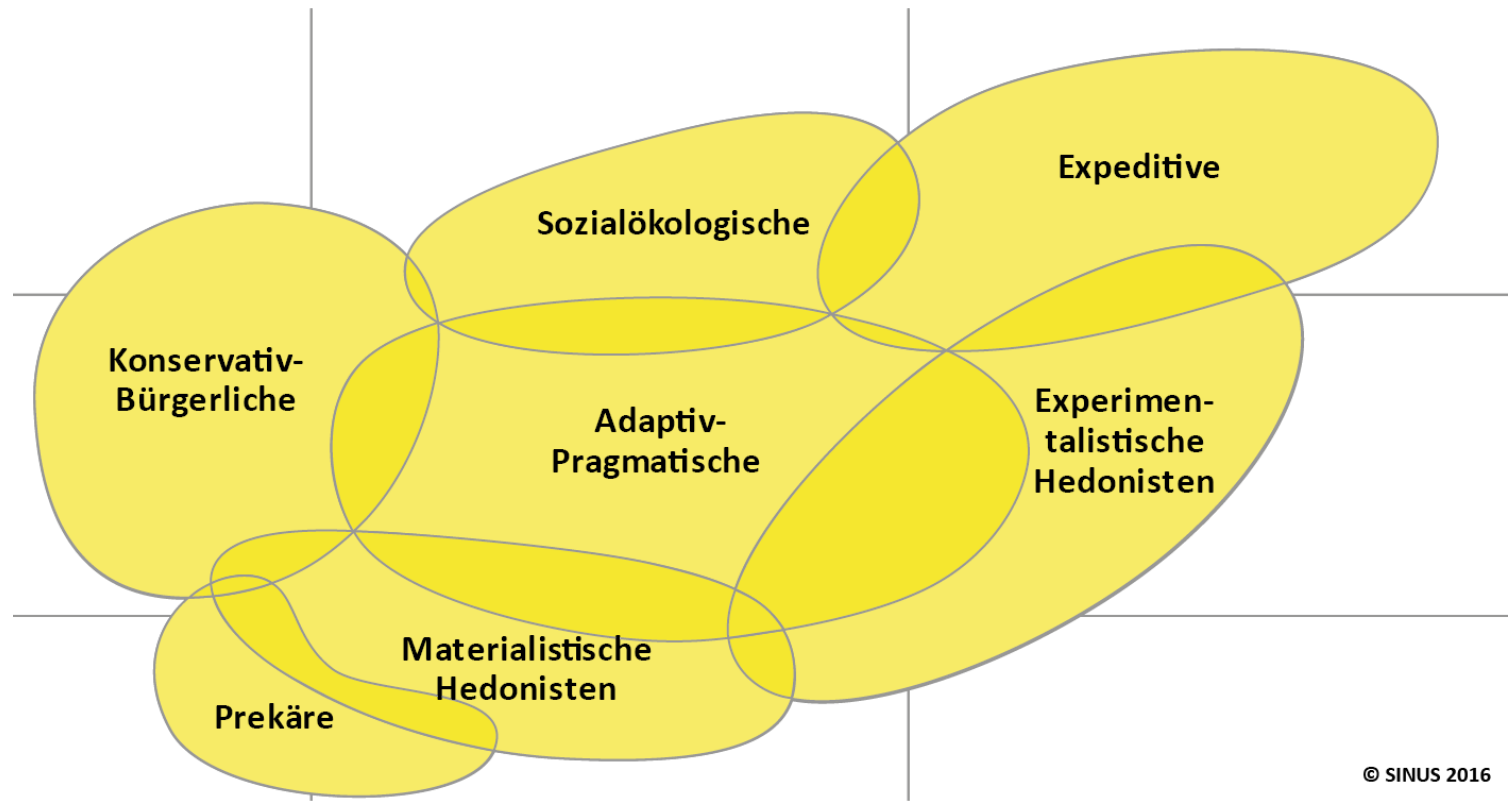 Expeditive
Sozialökologische
Konservativ-
Bürgerliche
Adaptiv-
Pragmatische
Experimen-
talistische
Hedonisten
Materialistische
Hedonisten
Prekäre
© SINUS 2016